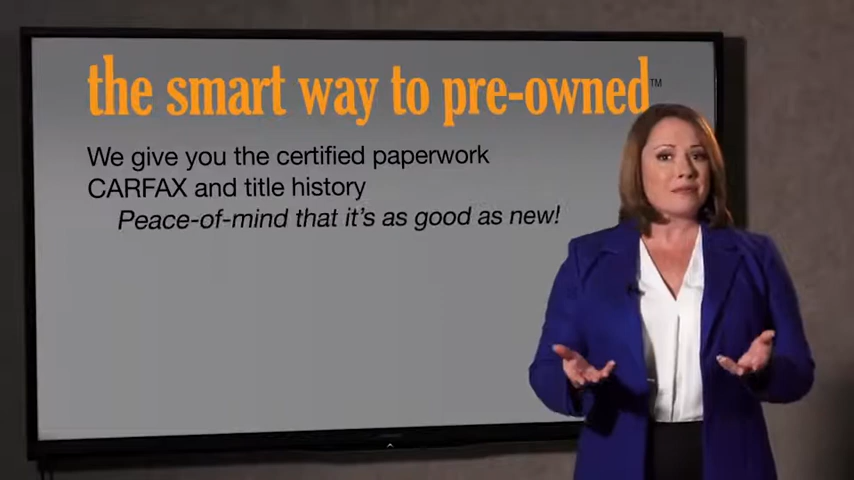 the smart way to pre-owned™
We give you the certified paperwork
CARFAX and title history
Peace-of-mind that it's as good as new!